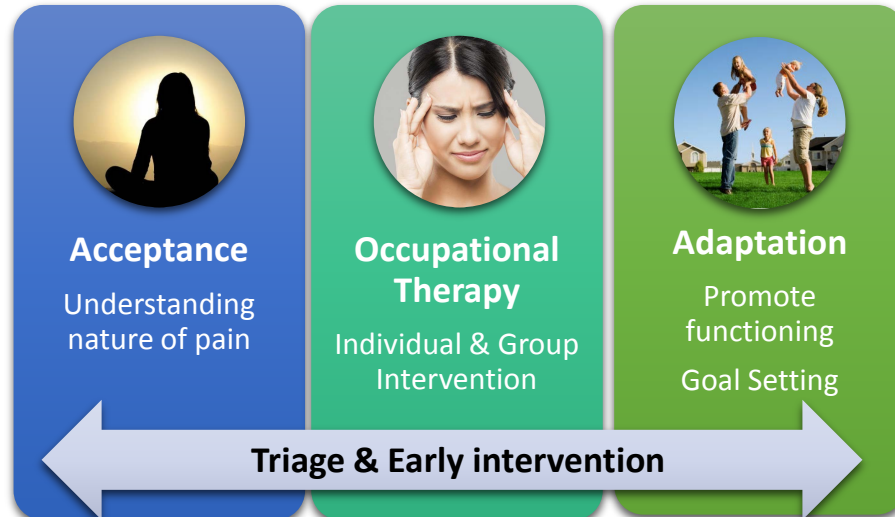 Acceptance
Understanding
nature of pain
Occupational
Therapy
Individual & Group
Intervention
Adaptation
Promote
functioning
Goal Setting
Triage & Early intervention